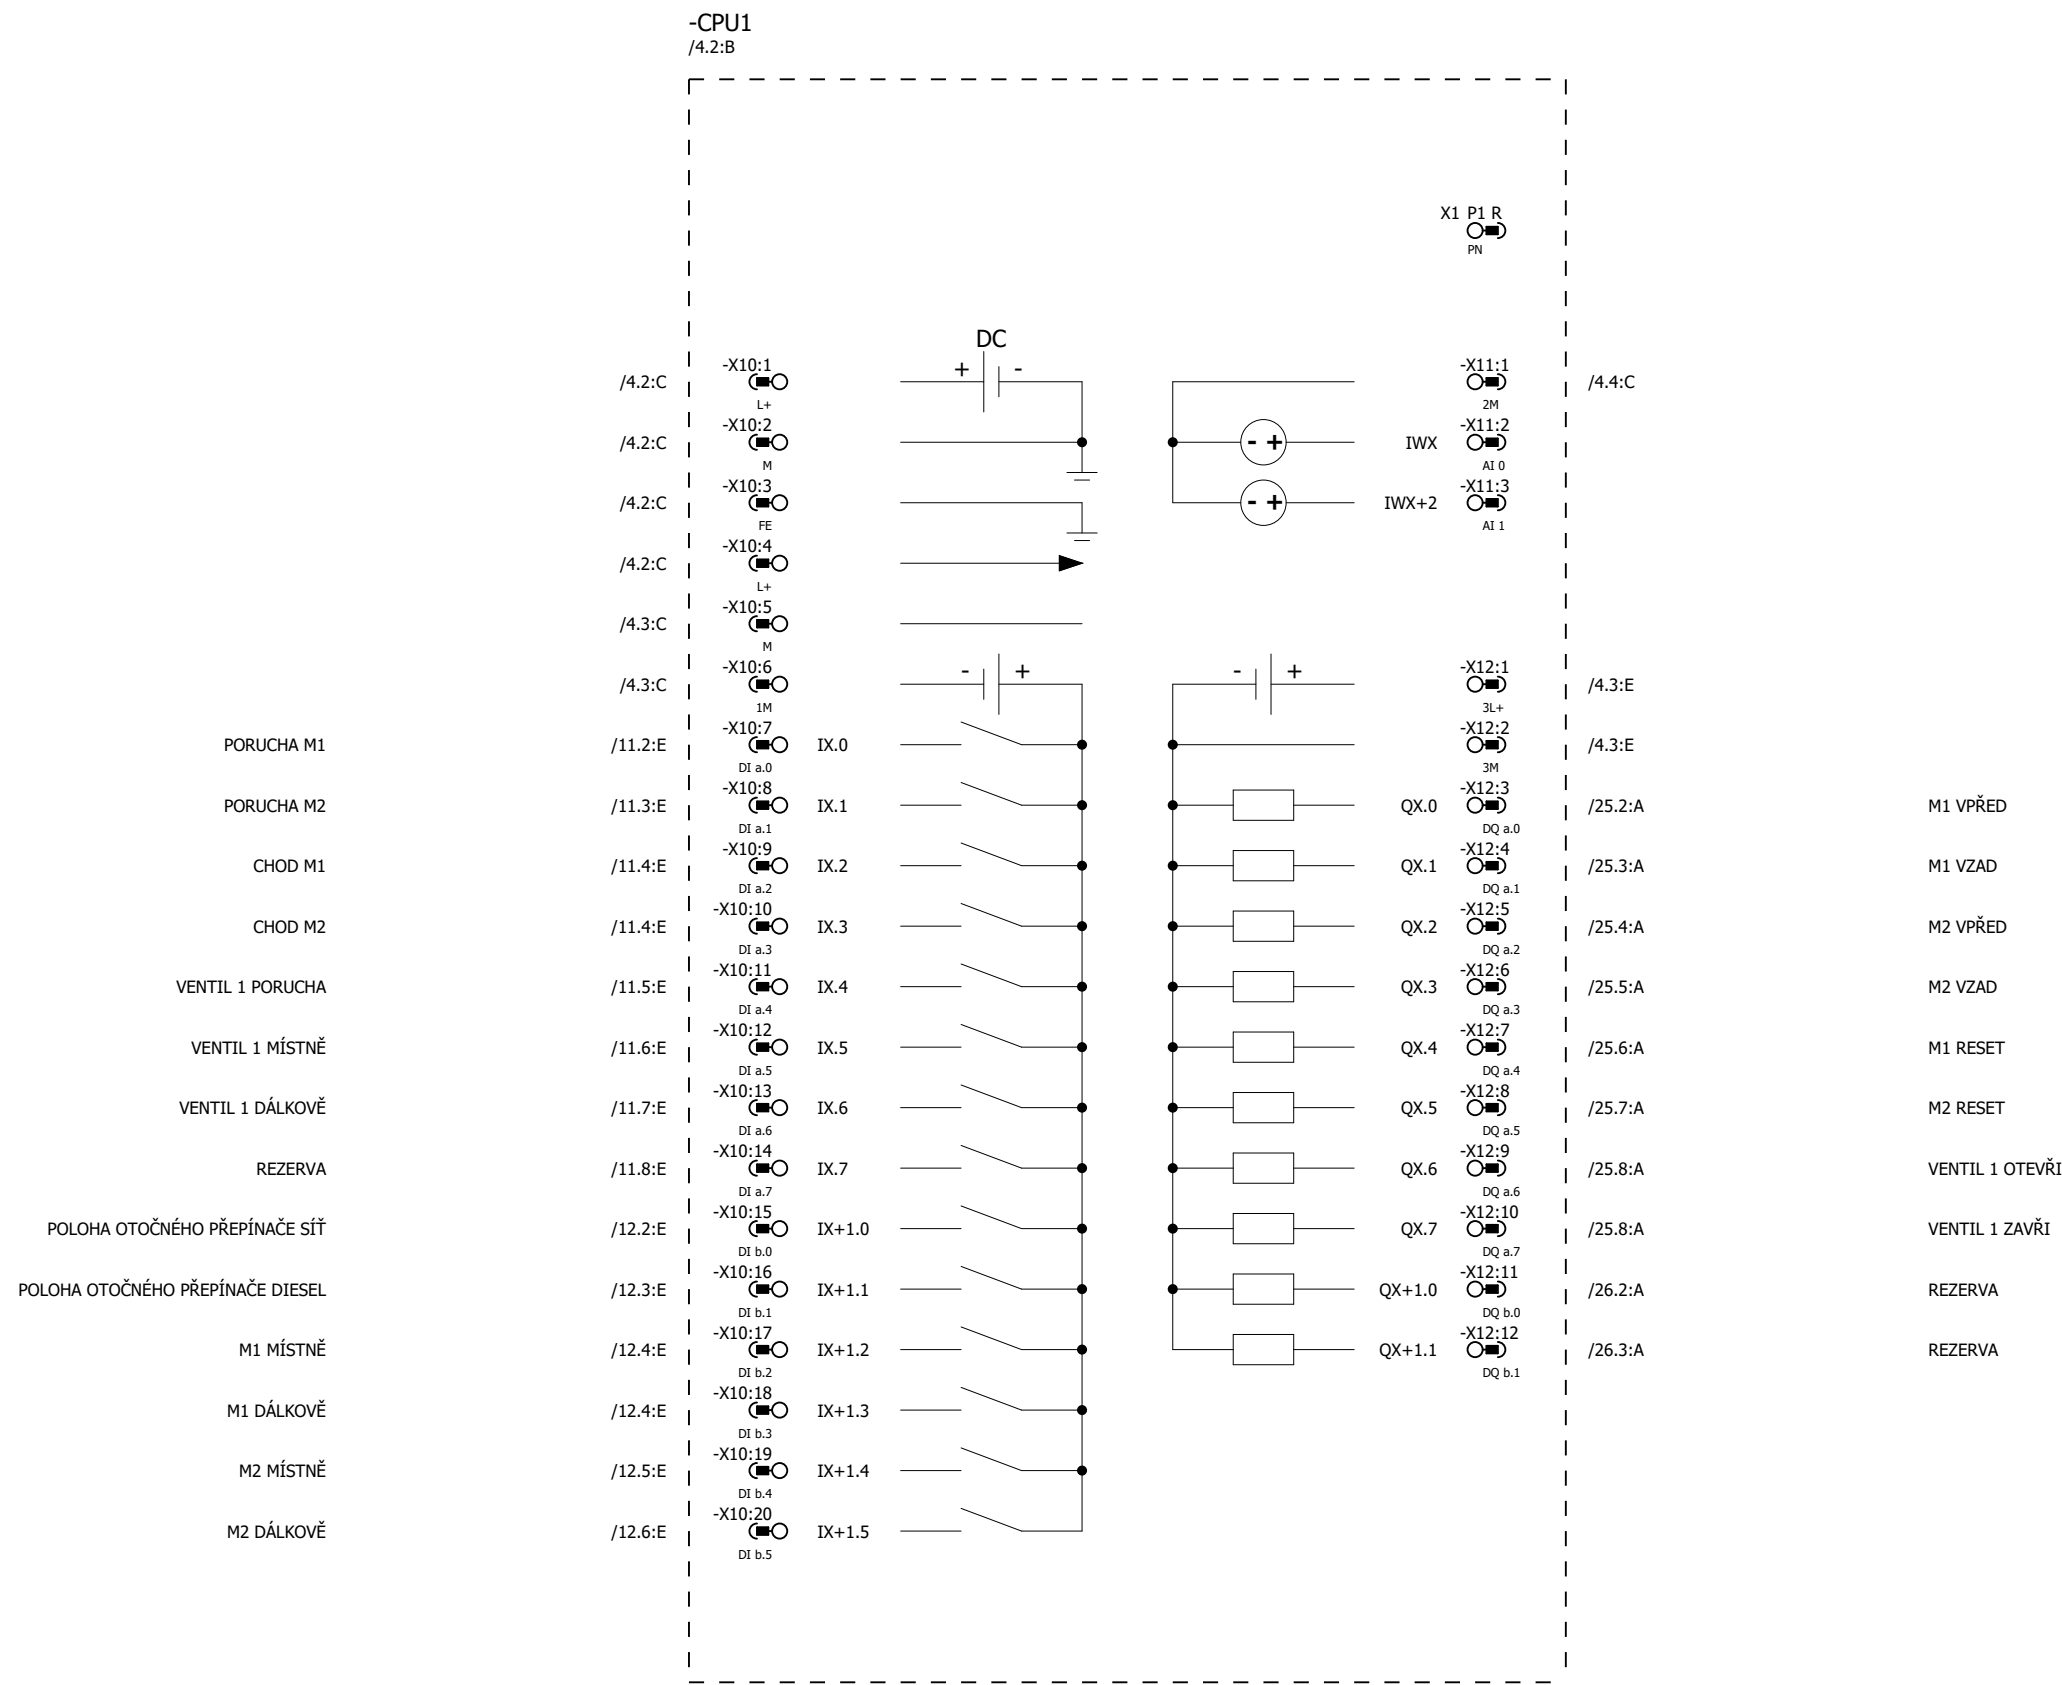 -CPU1
/4.2:B
X1 P1 R
PN
DC
-X10:1 + - -X11:1
/4.2:C /4.4:C
L+ 2M
-X10:2 -X11:2
/4.2:C - + IWX
M AI 0
-X10:3 -X11:3
/4.2:C - + IWX+2
FE AI 1
-X10:4
/4.2:C
L+
-X10:5
/4.3:C
M
-X10:6 - + - + -X12:1
/4.3:C /4.3:E
1M 3L+
-X10:7 -X12:2
PORUCHA M1 /11.2:E IX.0 /4.3:E
DI a.0 3M
-X10:8 -X12:3
PORUCHA M2 /11.3:E IX.1 QX.0 /25.2:A M1 VPŘED
DI a.1 DQ a.0
-X10:9 -X12:4
CHOD M1 /11.4:E IX.2 QX.1 /25.3:A M1 VZAD
DI a.2 DQ a.1
-X10:10 -X12:5
CHOD M2 /11.4:E IX.3 QX.2 /25.4:A M2 VPŘED
DI a.3 DQ a.2
-X10:11 -X12:6
VENTIL 1 PORUCHA /11.5:E IX.4 QX.3 /25.5:A M2 VZAD
DI a.4 DQ a.3
-X10:12 -X12:7
VENTIL 1 MÍSTNĚ /11.6:E IX.5 QX.4 /25.6:A M1 RESET
DI a.5 DQ a.4
-X10:13 -X12:8
VENTIL 1 DÁLKOVĚ /11.7:E IX.6 QX.5 /25.7:A M2 RESET
DI a.6 DQ a.5
-X10:14 -X12:9
REZERVA /11.8:E IX.7 QX.6 /25.8:A VENTIL 1 OTEVŘI
DI a.7 DQ a.6
-X10:15 -X12:10
POLOHA OTOČNÉHO PŘEPÍNAČE SÍŤ /12.2:E IX+1.0 QX.7 /25.8:A VENTIL 1 ZAVŘI
DI b.0 DQ a.7
-X10:16 -X12:11
POLOHA OTOČNÉHO PŘEPÍNAČE DIESEL /12.3:E IX+1.1 QX+1.0 /26.2:A REZERVA
DI b.1 DQ b.0
-X10:17 -X12:12
M1 MÍSTNĚ /12.4:E IX+1.2 QX+1.1 /26.3:A REZERVA
DI b.2 DQ b.1
-X10:18
M1 DÁLKOVĚ /12.4:E IX+1.3
DI b.3
-X10:19
M2 MÍSTNĚ /12.5:E IX+1.4
DI b.4
-X10:20
M2 DÁLKOVĚ /12.6:E IX+1.5
DI b.5